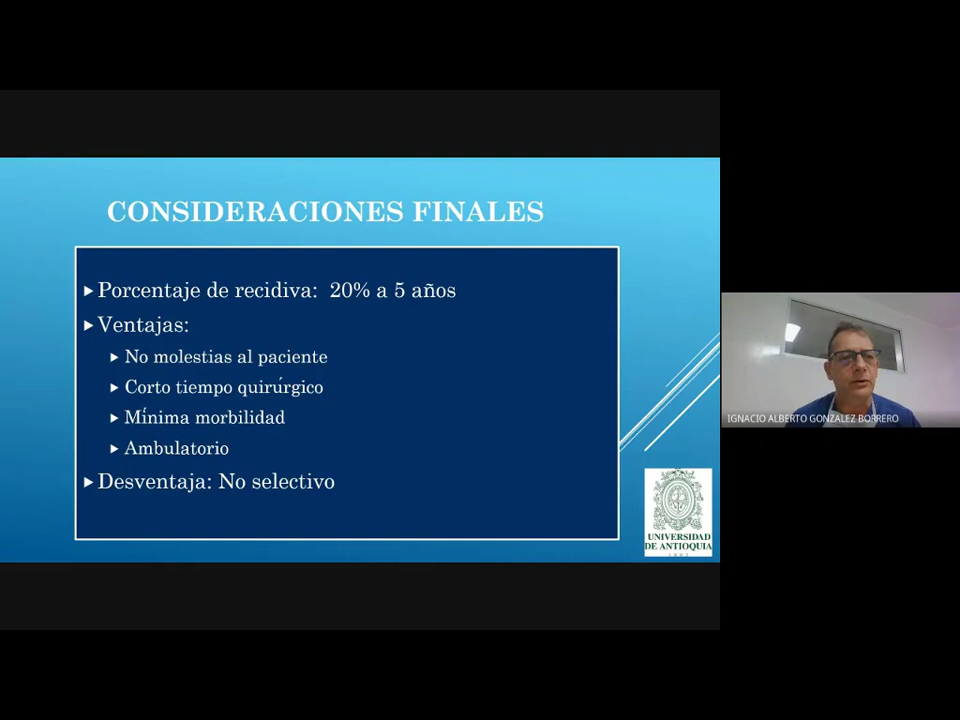 CONSIDERACIONES FINALES
Porcentaje de recidiva: 20% a 5 años
Ventajas:
No molestias al paciente
Corto tiempo quirúrgico
Mínima morbilidad
Ambulatorio
Desventaja: No selectivo
UNIVERSIDAD
DE ANTIOQUIA
IGNACIO ALBERTO GONZALEZ BORRERO